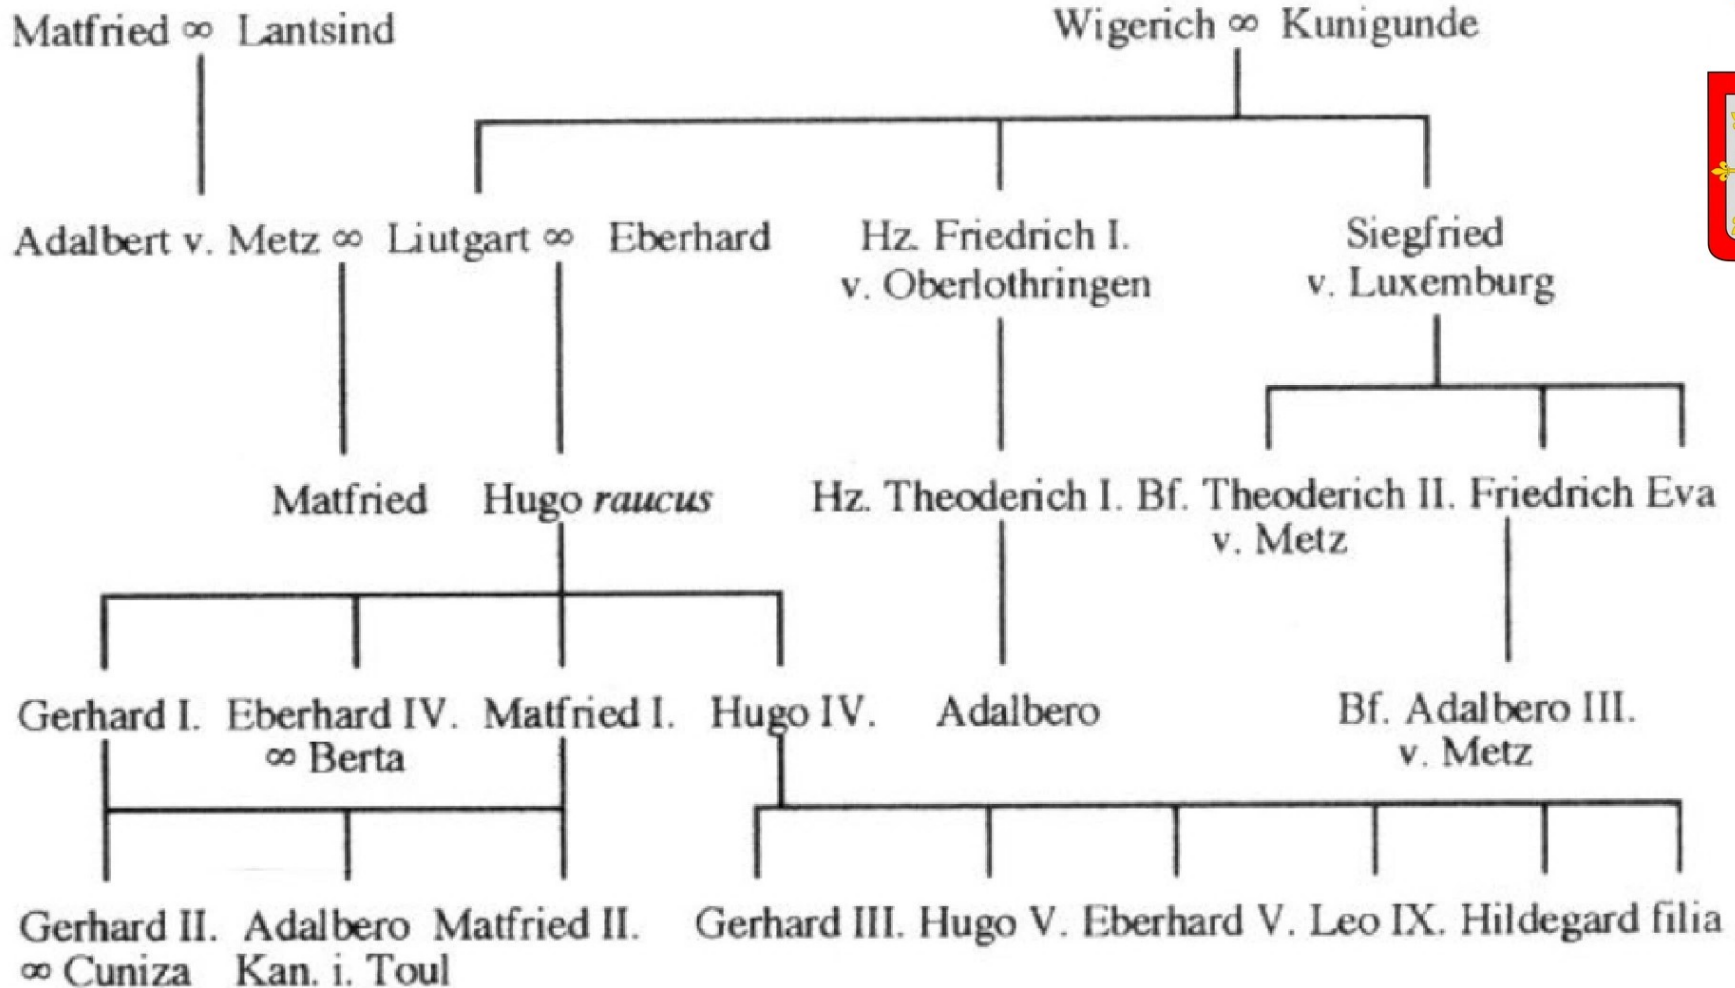 Matfried ∞ Lantsind
Wigerich ∞ Kunigunde
Adalbert v. Metz ∞ Liutgart ∞ Eberhard
Hz. Friedrich I.
v. Oberlothringen
Siegfried
v. Luxemburg
Matfried
Hugo raucus
Hz. Theoderich I.
Bf. Theoderich II.
v. Metz
Friedrich
Eva
Gerhard I.
Eberhard IV.
∞ Berta
Matfried I.
Hugo IV.
Adalbero
Bf. Adalbero III.
v. Metz
Gerhard II.
∞ Cuniza
Adalbero
Kan. i. Toul
Matfried II.
Gerhard III.
Hugo V.
Eberhard V.
Leo IX.
Hildegard
filia